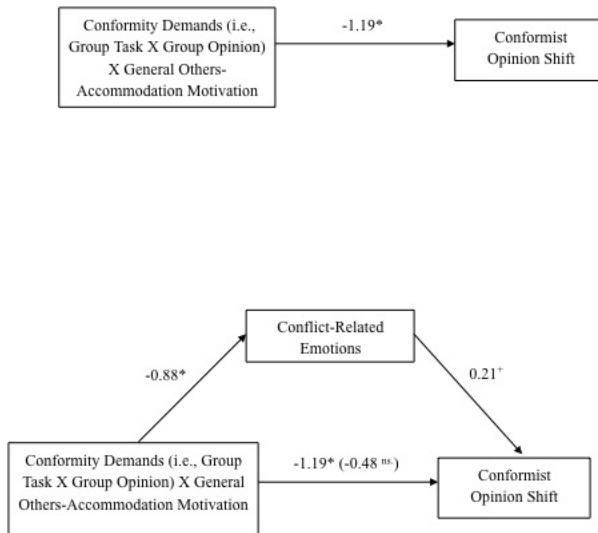 Conformity Demands (i.e.,
Group Task X Group Opinion)
X General Others-
Accommodation Motivation
-1.19*
Conformist
Opinion Shift
Conflict-Related
Emotions
-0.88*
0.21+
Conformity Demands (i.e., Group
Task X Group Opinion) X General
Others-Accommodation Motivation
-1.19* (-0.48 ns.)
Conformist
Opinion Shift